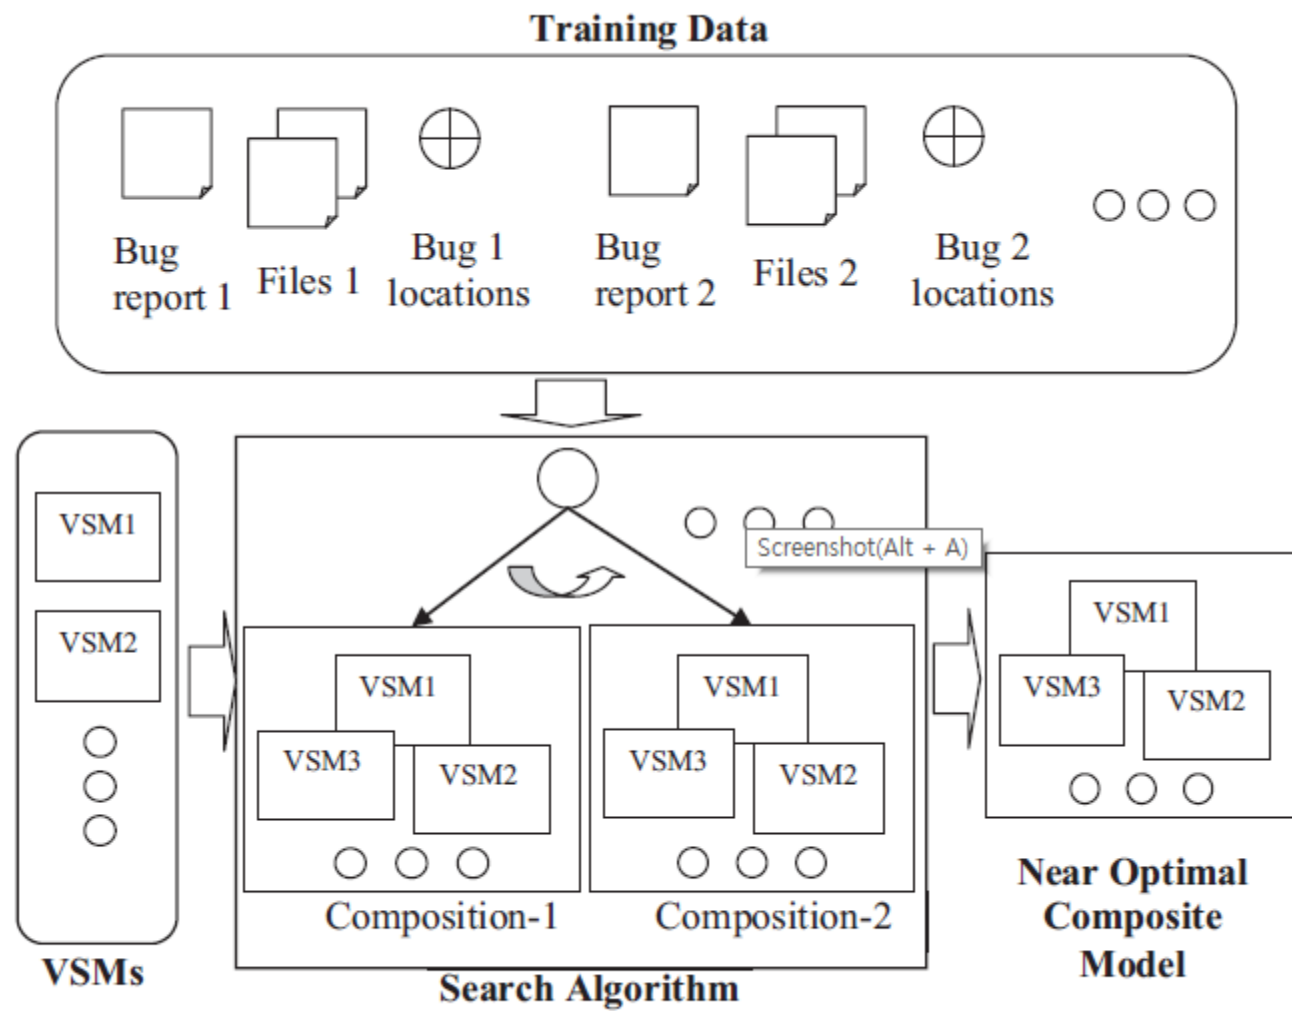 Training Data
Bug
report 1
Files 1
Bug 1
locations
Bug
report 2
Files 2
Bug 2
locations
VSM1
VSM2
VSMs
Screenshot(Alt + A)
VSM1
VSM3
VSM2
Composition-1
VSM1
VSM3
VSM2
Composition-2
Search Algorithm
VSM1
VSM3
VSM2
Near Optimal
Composite
Model